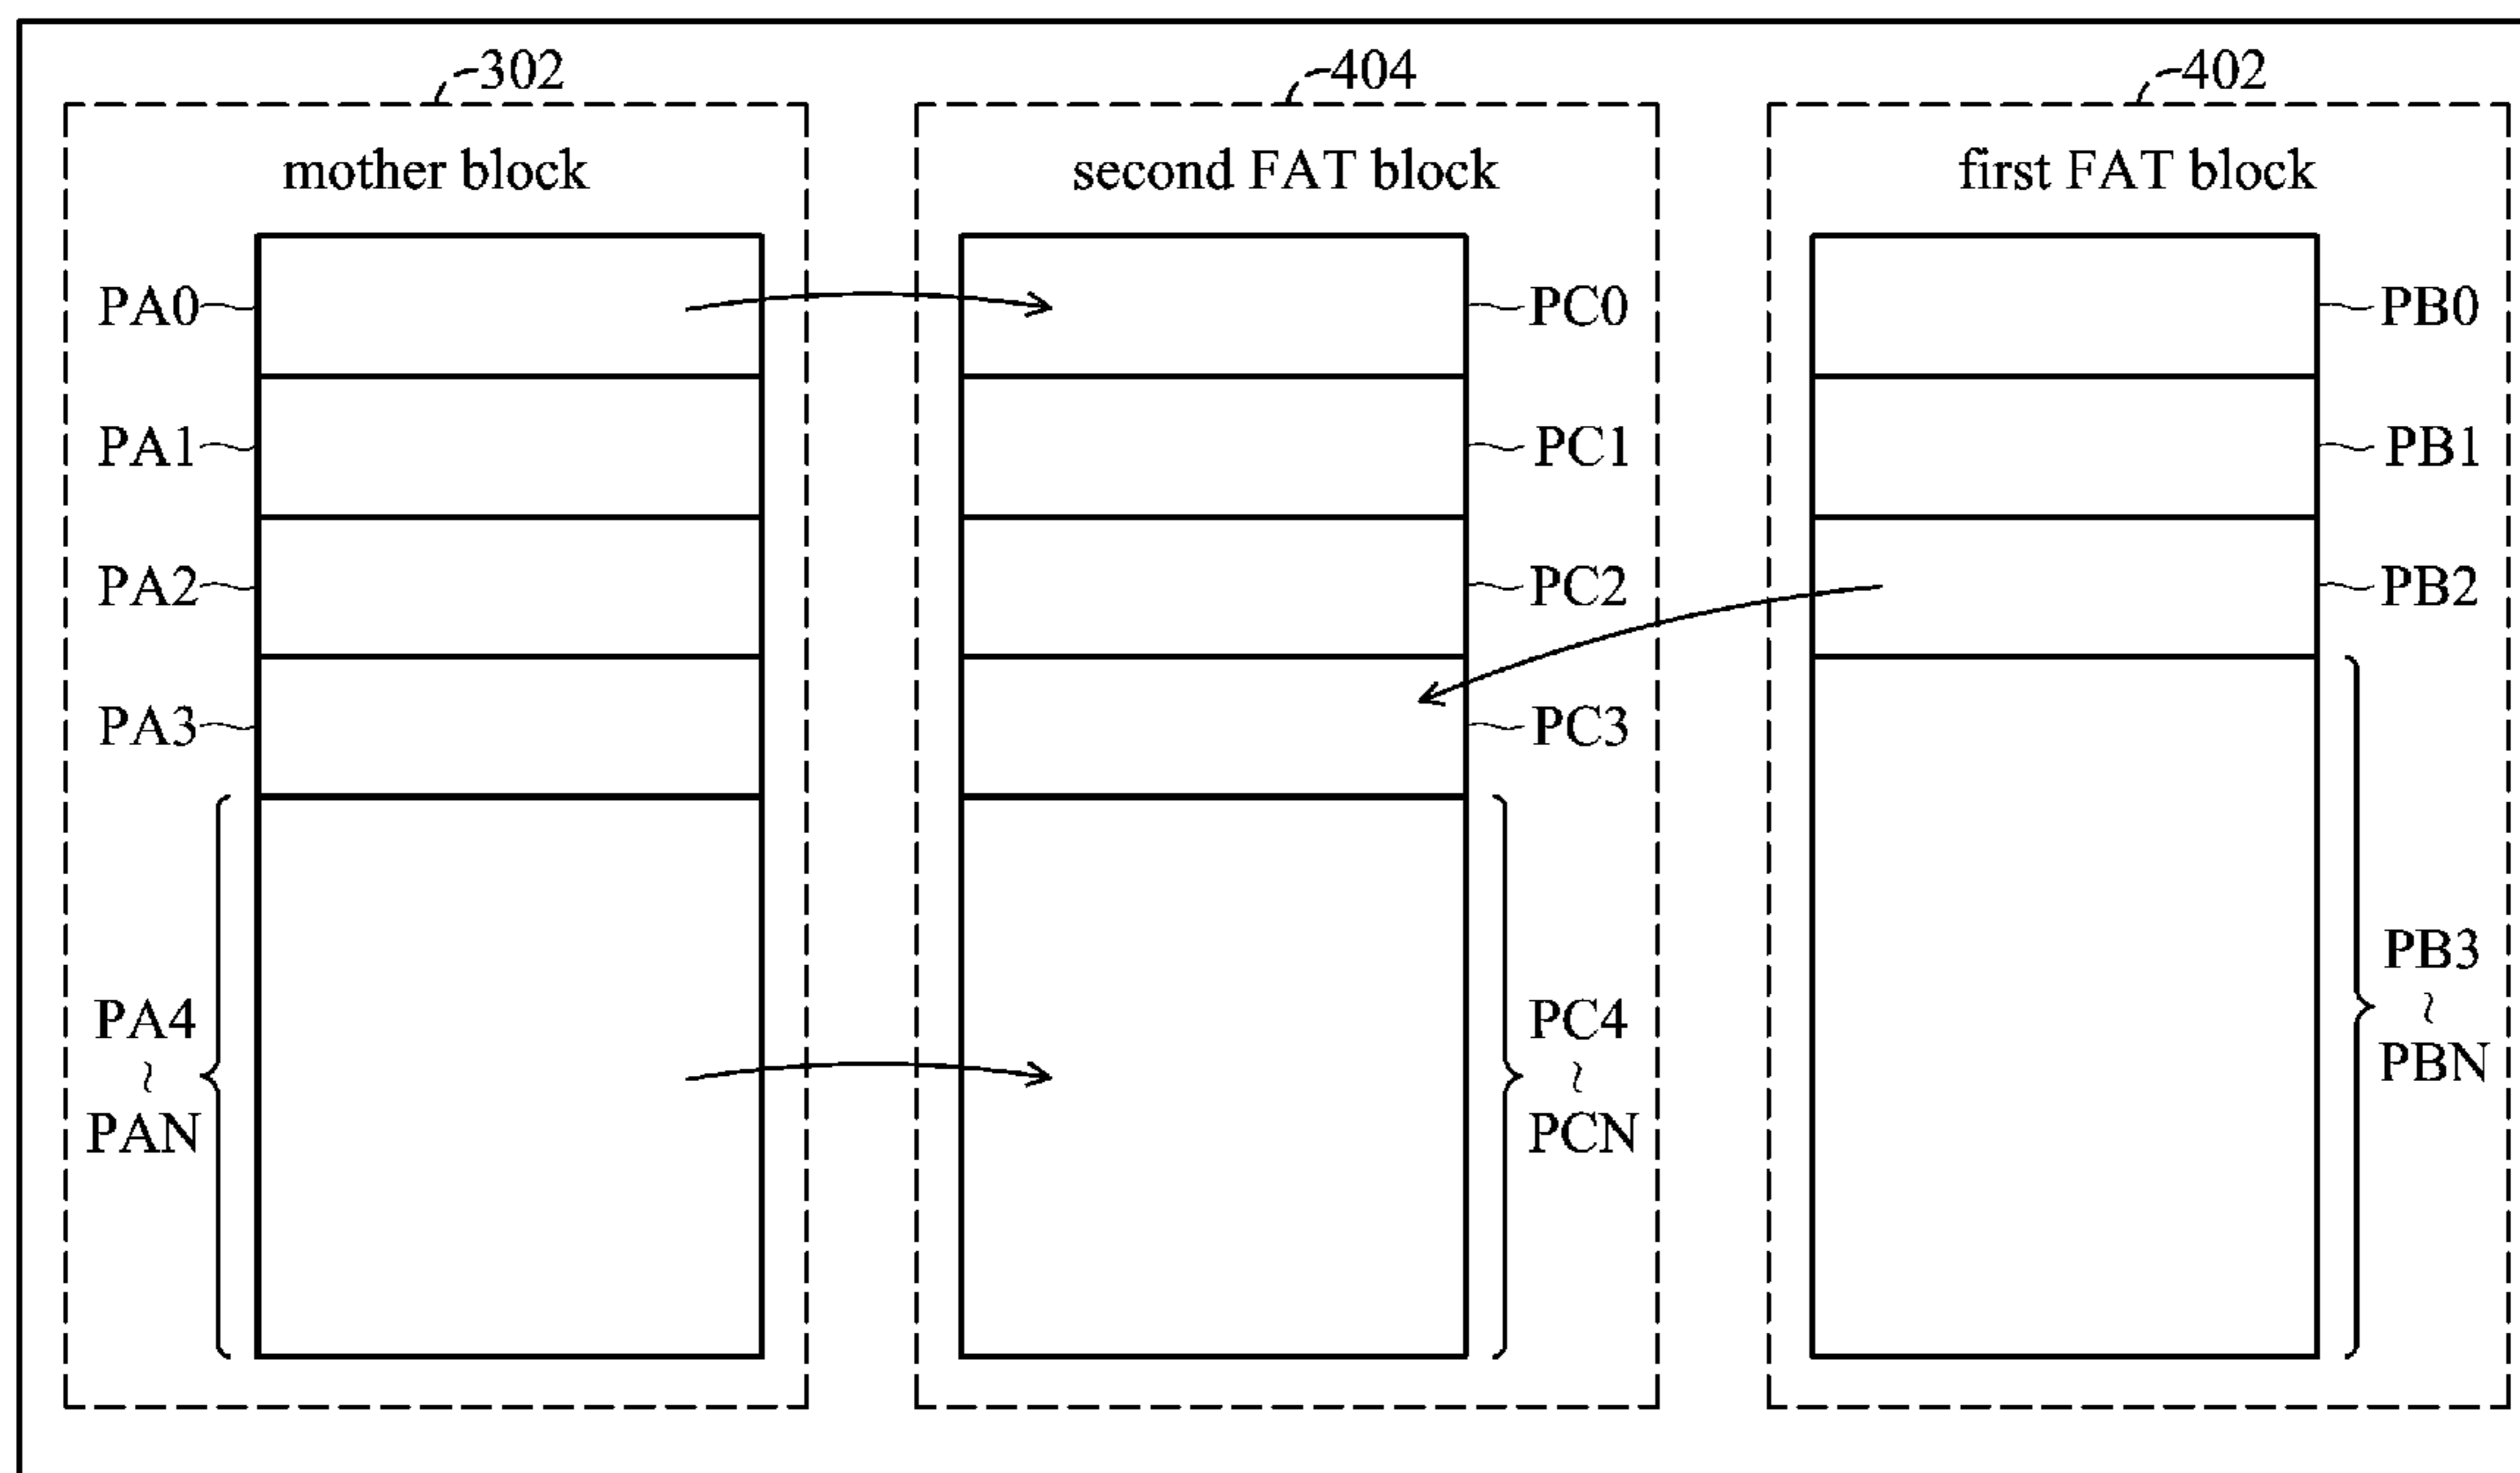 302
404
402
mother block
second FAT block
first FAT block
PA0
PC0
PB0
PA1
PC1
PB1
PA2
PC2
PB2
PA3
PC3
PA4
~
PAN
PC4
~
PCN
PB3
~
PBN